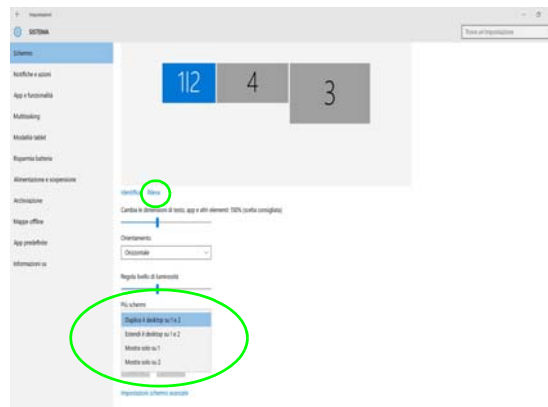 Impostazioni
SISTEMA
Trova un'impostazione
Schermo
Notifiche e azioni
App e funzionalità
Multitasking
Modalità tablet
Risparmia batteria
Alimentazione e sospensione
Archiviazione
Mappe offline
App predefinite
Informazioni su
1|2
4
3
Identifica Rileva
Cambia le dimensioni di testo, app e altri elementi: 100% (scelta consigliata)
Orientamento
Orizzontale
Regola livello di luminosità
Più schermi
Duplica il desktop su 1 e 2
Estendi il desktop su 1 e 2
Mostra solo su 1
Mostra solo su 2
Impostazioni schermo avanzate